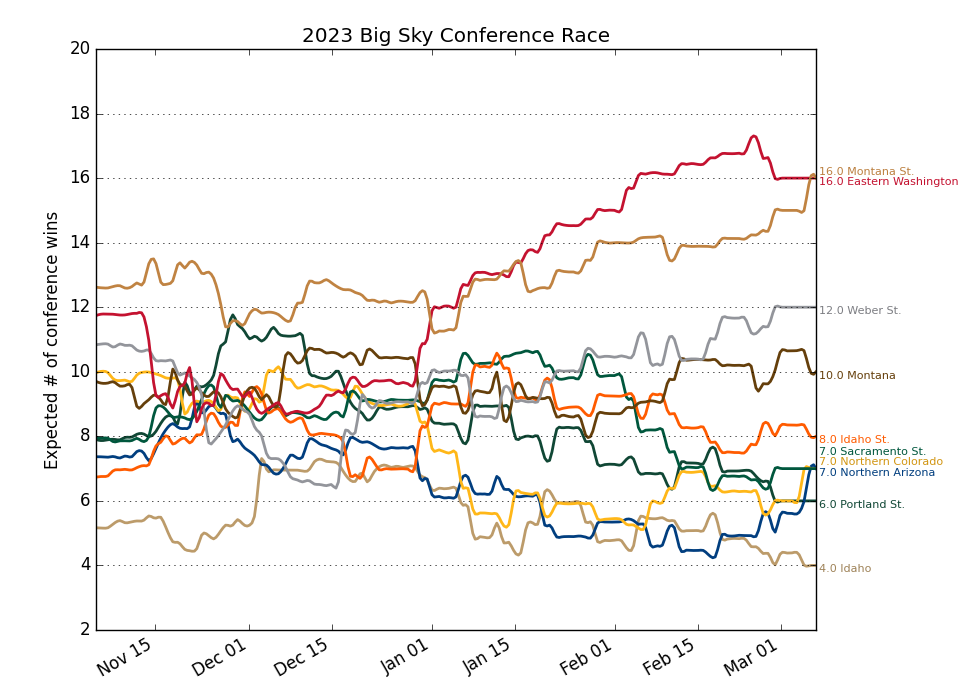 2023 Big Sky Conference Race
Expected # of conference wins
20
18
16
14
12
10
8
6
4
2
Nov 15
Dec 01
Dec 15
Jan 01
Jan 15
Feb 01
Feb 15
Mar 01
16.0 Montana St.
16.0 Eastern Washington
12.0 Weber St.
10.0 Montana
8.0 Idaho St.
7.0 Sacramento St.
7.0 Northern Colorado
7.0 Northern Arizona
6.0 Portland St.
4.0 Idaho